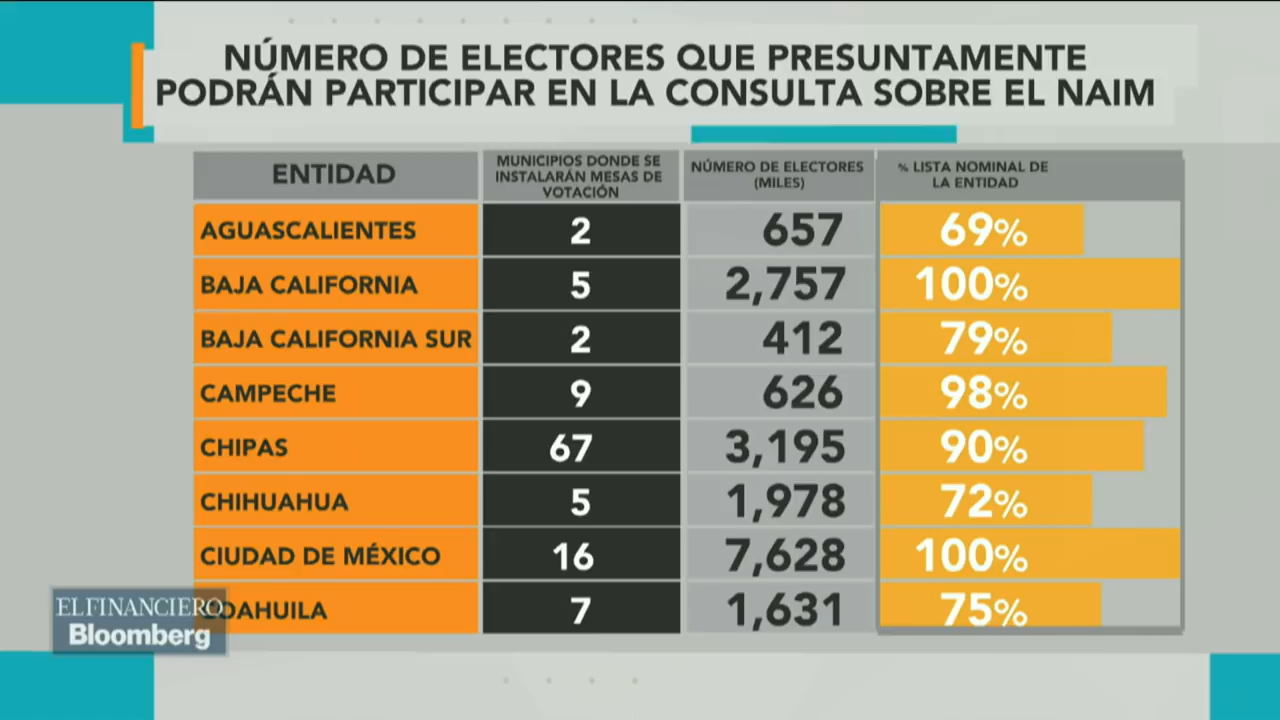 NÚMERO DE ELECTORES QUE PRESUNTAMENTE
PODRÁN PARTICIPAR EN LA CONSULTA SOBRE EL NAIM
ENTIDAD
MUNICIPIOS DONDE SE
INSTALARÁN MESAS DE
VOTACIÓN
NÚMERO DE ELECTORES
(MILES)
% LISTA NOMINAL DE
LA ENTIDAD
AGUASCALIENTES 2 657 69%
BAJA CALIFORNIA 5 2,757 100%
BAJA CALIFORNIA SUR 2 412 79%
CAMPECHE 9 626 98%
CHIPAS 67 3,195 90%
CHIHUAHUA 5 1,978 72%
CIUDAD DE MÉXICO 16 7,628 100%
COAHUILA 7 1,631 75%
EL FINANCIERO
Bloomberg